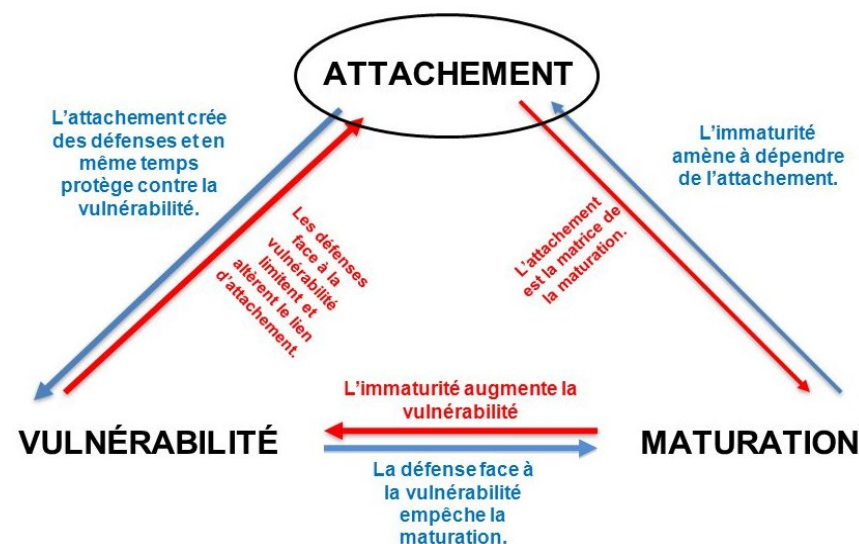 ATTACHEMENT
L'attachement crée
des défenses et en
même temps
protège contre la
vulnérabilité.
L'immaturité
amène à dépendre
de l'attachement.
Les défenses
face à la
vulnérabilité
limitent et
altèrent le lien
d'attachement.
L'attachement
est la matrice de
la maturation.
L'immaturité augmente la
vulnérabilité
VULNÉRABILITÉ
MATURATION
La défense face à
la vulnérabilité
empêche la
maturation.